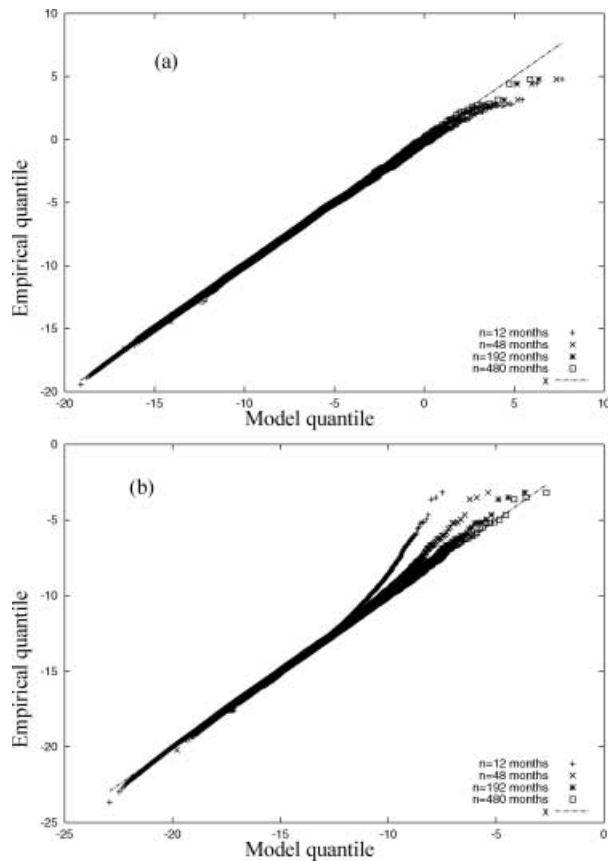 10
(a)
5
0
Empirical quantile
-5
-10
-15
n=12 months
n=48 months
n=192 months
n=480 months
x
-20
-20 -15 -10 -5 0 5 10
Model quantile
0
(b)
-5
Empirical quantile
-10
-15
-20
n=12 months
n=48 months
n=192 months
n=480 months
x
-25
-25 -20 -15 -10 -5 0
Model quantile